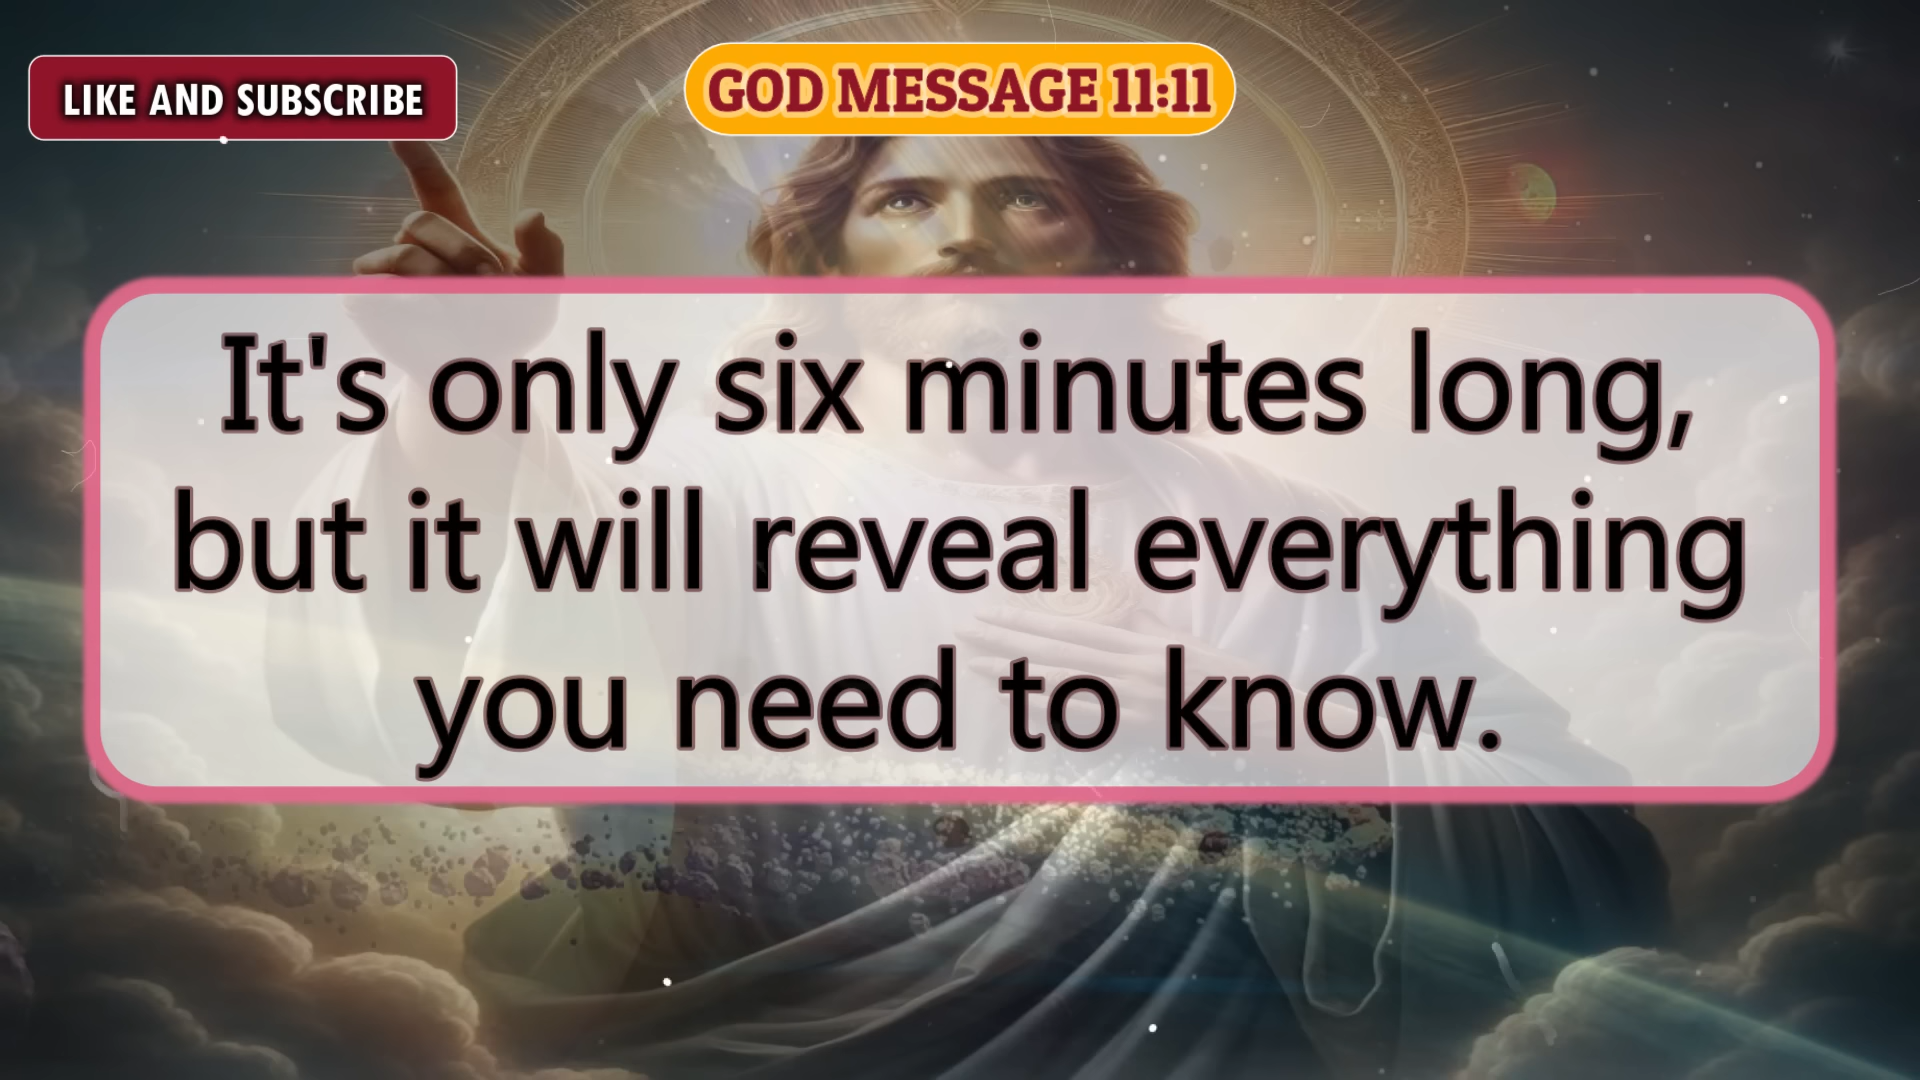 LIKE AND SUBSCRIBE
GOD MESSAGE 11:11
It's only six minutes long,
but it will reveal everything
you need to know.